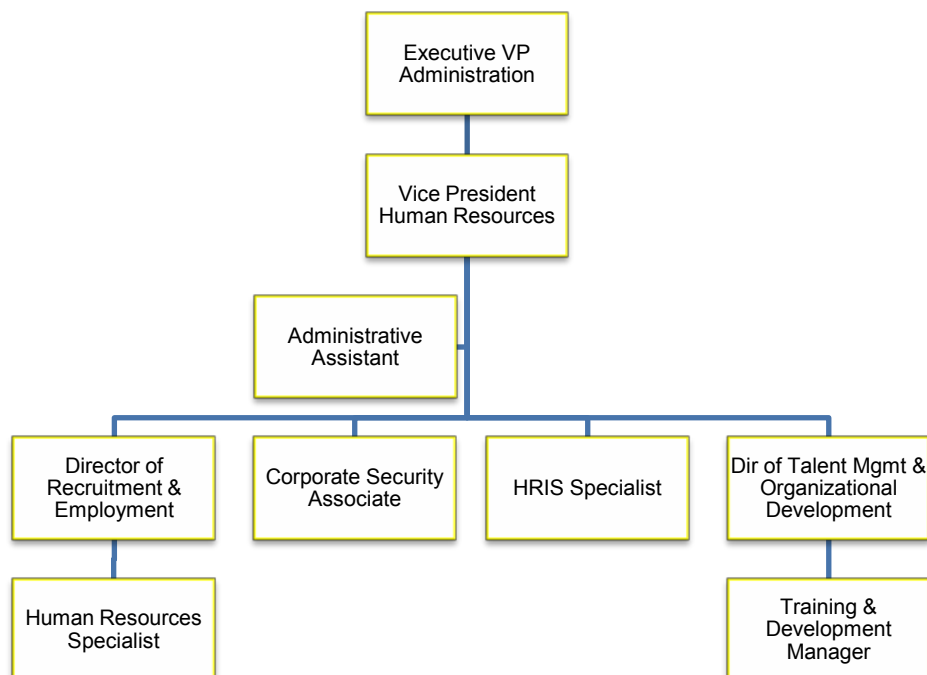 Executive VP
Administration
Vice President
Human Resources
Administrative
Assistant
Director of
Recruitment &
Employment
Corporate Security
Associate
HRIS Specialist
Dir of Talent Mgmt &
Organizational
Development
Human Resources
Specialist
Training &
Development
Manager